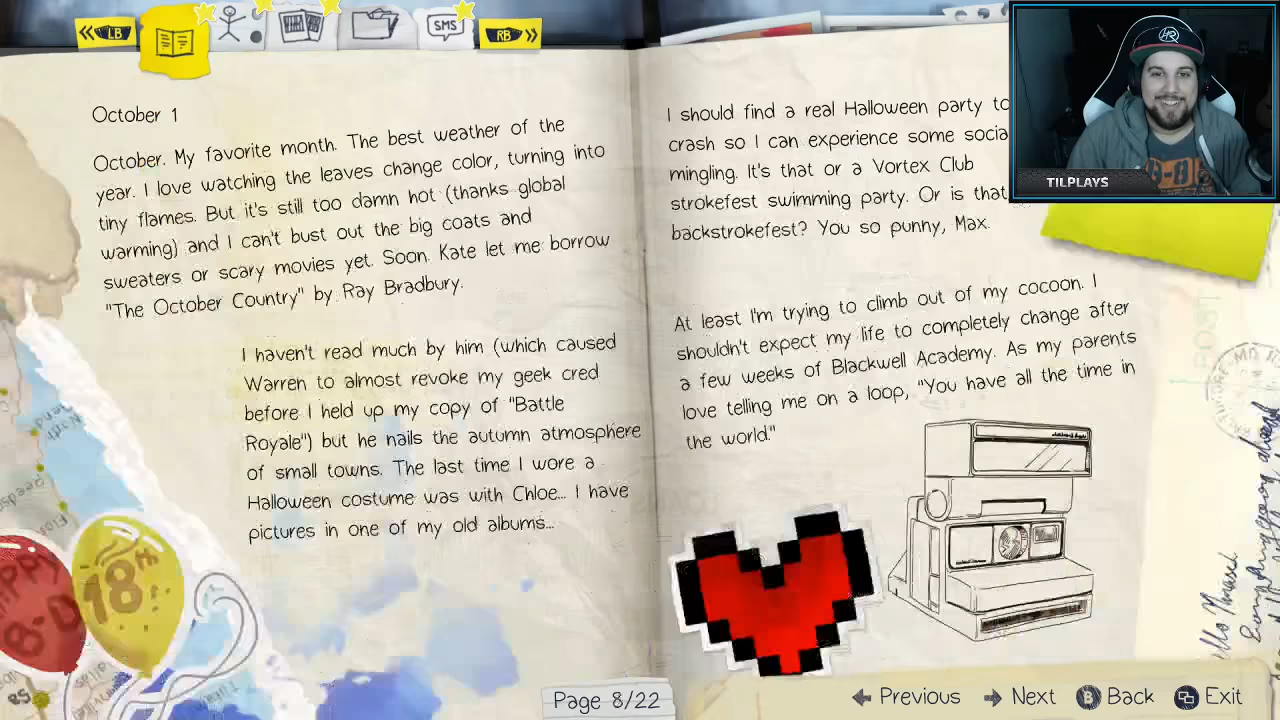 LB
SMS
RB
October 1
October. My favorite month. The best weather of the
year. I love watching the leaves change color, turning into
tiny flames. But it's still too damn hot (thanks global
warming) and I can't bust out the big coats and
sweaters or scary movies yet. Soon. Kate let me borrow
"The October Country" by Ray Bradbury.
I haven't read much by him (which caused
Warren to almost revoke my geek cred
before I held up my copy of "Battle
Royale") but he nails the autumn atmosphere
of small towns. The last time I wore a
Halloween costume was with Chloe... I have
pictures in one of my old albums...
I should find a real Halloween party to
crash so I can experience some socia
mingling. It's that or a Vortex Club
strokefest swimming party. Or is that
backstrokefest? You so punny, Max.
At least I'm trying to climb out of my cocoon. I
shouldn't expect my life to completely change after
a few weeks of Blackwell Academy. As my parents
love telling me on a loop, "You have all the time in
the world."
TILPLAYS
18th
Page 8/22
Previous
Next
B
Back
Exit